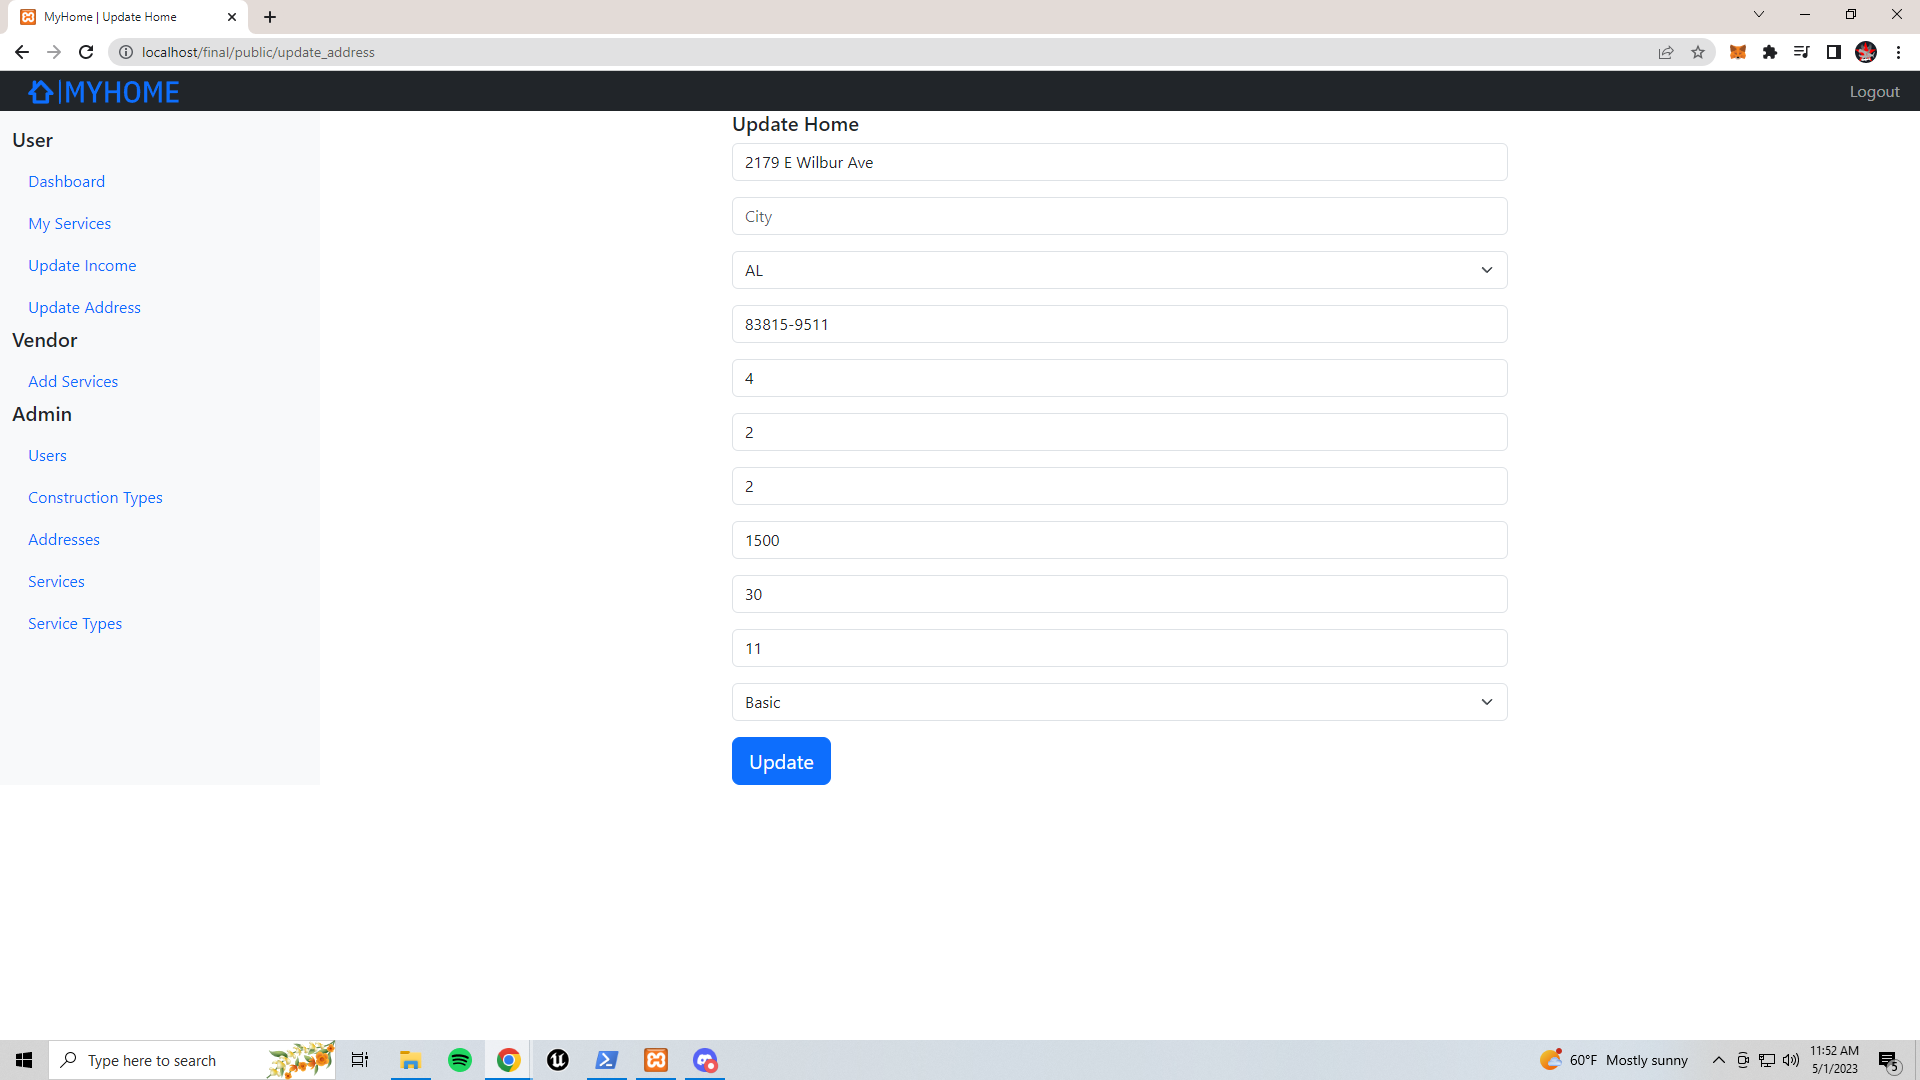 MyHome | Update Home
localhost/final/public/update_address
MYHOME
Logout
User
Dashboard
My Services
Update Income
Update Address
Vendor
Add Services
Admin
Users
Construction Types
Addresses
Services
Service Types
Update Home
2179 E Wilbur Ave
City
AL
83815-9511
4
2
2
1500
30
11
Basic
Update
Type here to search
60°F Mostly sunny
11:52 AM
5/1/2023
5